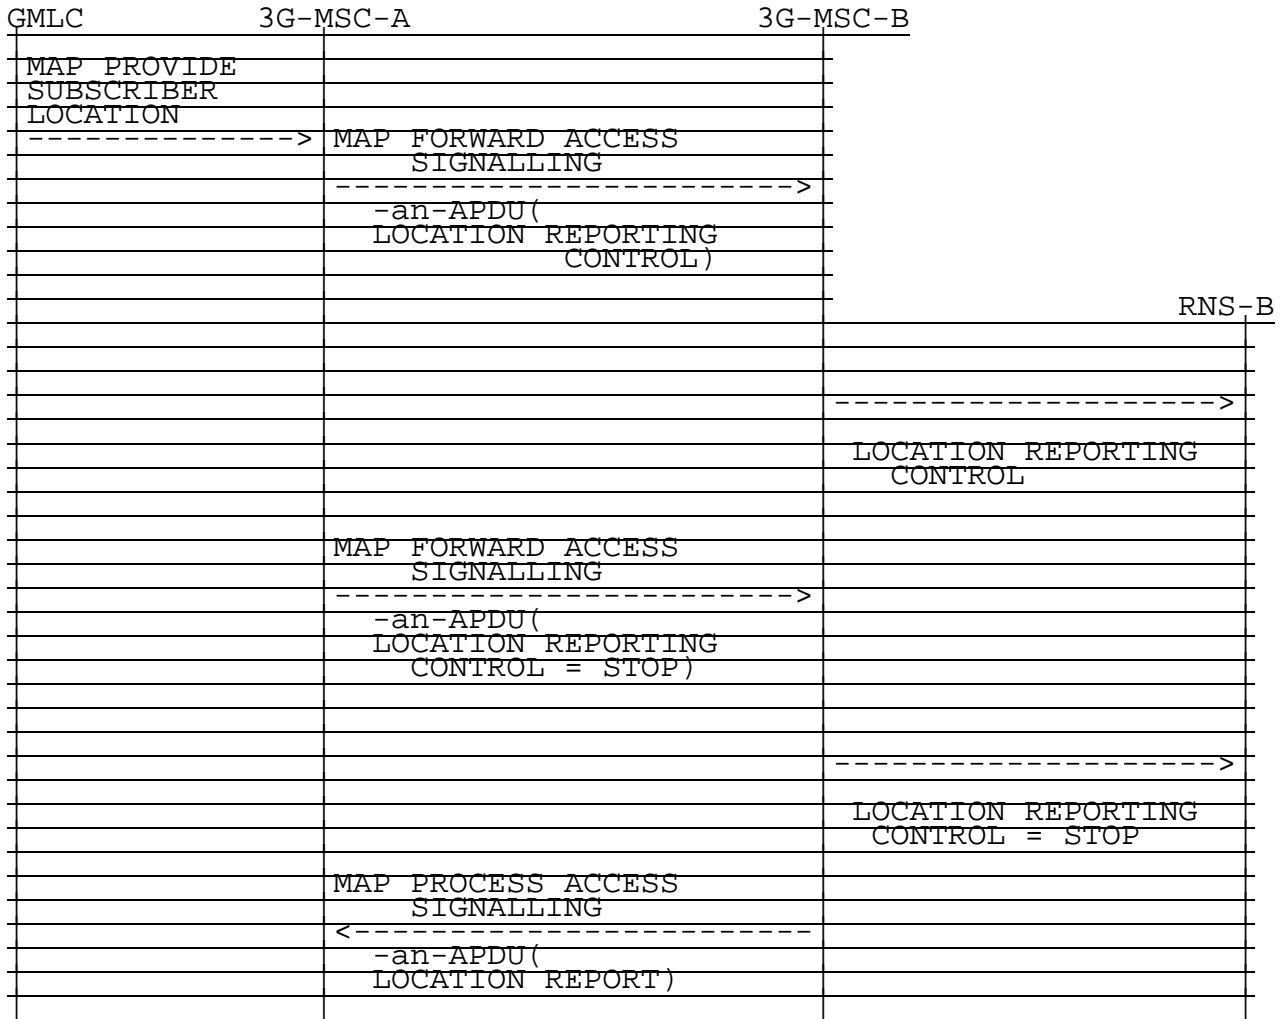 GMLC 3G-MSC-A 3G-MSC-B
MAP PROVIDE
SUBSCRIBER
LOCATION
--------------> MAP FORWARD ACCESS
SIGNALLING
------------------------>
-an-APDU(
LOCATION REPORTING
CONTROL)
RNS-B
-------------------->
LOCATION REPORTING
CONTROL
MAP FORWARD ACCESS
SIGNALLING
------------------------>
-an-APDU(
LOCATION REPORTING
CONTROL = STOP)
-------------------->
LOCATION REPORTING
CONTROL = STOP
MAP PROCESS ACCESS
SIGNALLING
<------------------------
-an-APDU(
LOCATION REPORT)